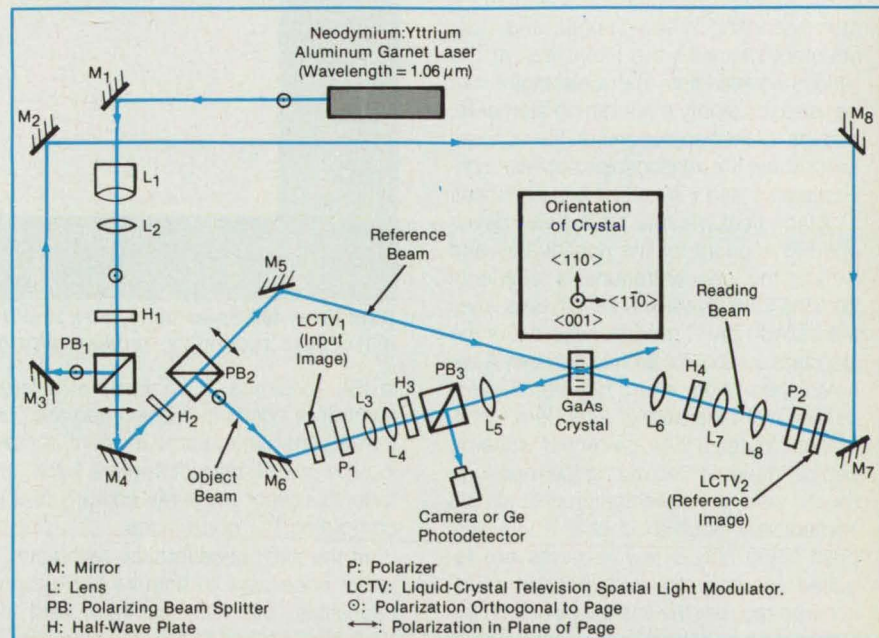 Neodymium:Yttrium
Aluminum Garnet Laser
(Wavelength = 1.06 μm)
M1
M2
M8
L1
L2
Orientation
of Crystal
<110>
<11̄0>
<001>
Reference
Beam
M5
LCTV1
(Input
Image)
Reading
Beam
H1
PB1
M3
PB2
H2
M4
Object
Beam
M6
P1
L3
L4
H3
PB3
L5
GaAs
Crystal
L6
H4
L7
L8
P2
M7
LCTV2
(Reference
Image)
Camera or Ge
Photodetector
M: Mirror
L: Lens
PB: Polarizing Beam Splitter
H: Half-Wave Plate
P: Polarizer
LCTV: Liquid-Crystal Television Spatial Light Modulator.
⊙: Polarization Orthogonal to Page
↔: Polarization in Plane of Page